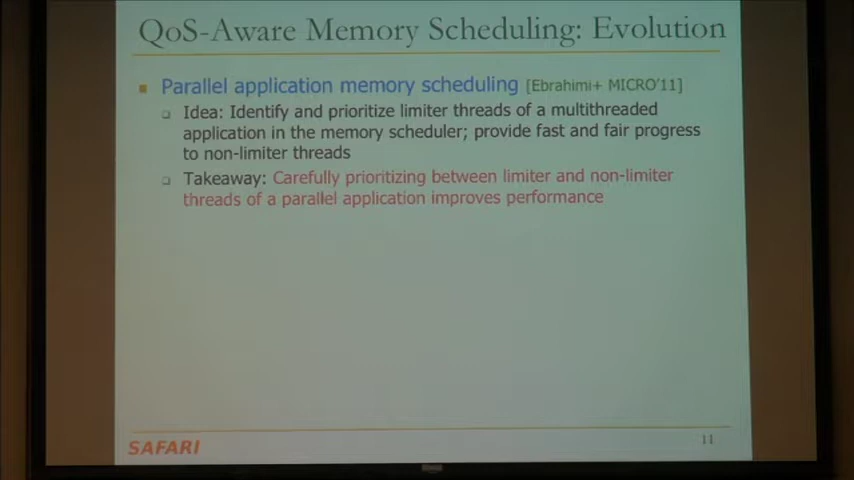 QoS-Aware Memory Scheduling: Evolution
Parallel application memory scheduling [Ebrahimi+ MICRO'11]
Idea: Identify and prioritize limiter threads of a multithreaded
application in the memory scheduler; provide fast and fair progress
to non-limiter threads
Takeaway: Carefully prioritizing between limiter and non-limiter
threads of a parallel application improves performance
SAFARI
11